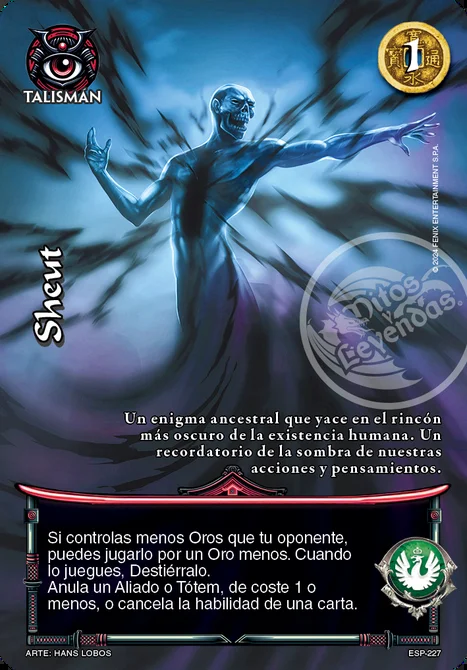 1
TALISMAN
© 2024 FENIX ENTERTAINMENT S.P.A.
Sheut
Mitos
y
Leyendas
Un enigma ancestral que yace en el rincón
más oscuro de la existencia humana. Un
recordatorio de la sombra de nuestras
acciones y pensamientos.
Si controlas menos Oros que tu oponente,
puedes jugarlo por un Oro menos. Cuando
lo juegues, Destiérralo.
Anula un Aliado o Tótem, de coste 1 o
menos, o cancela la habilidad de una carta.
ARTE: HANS LOBOS
ESP-227